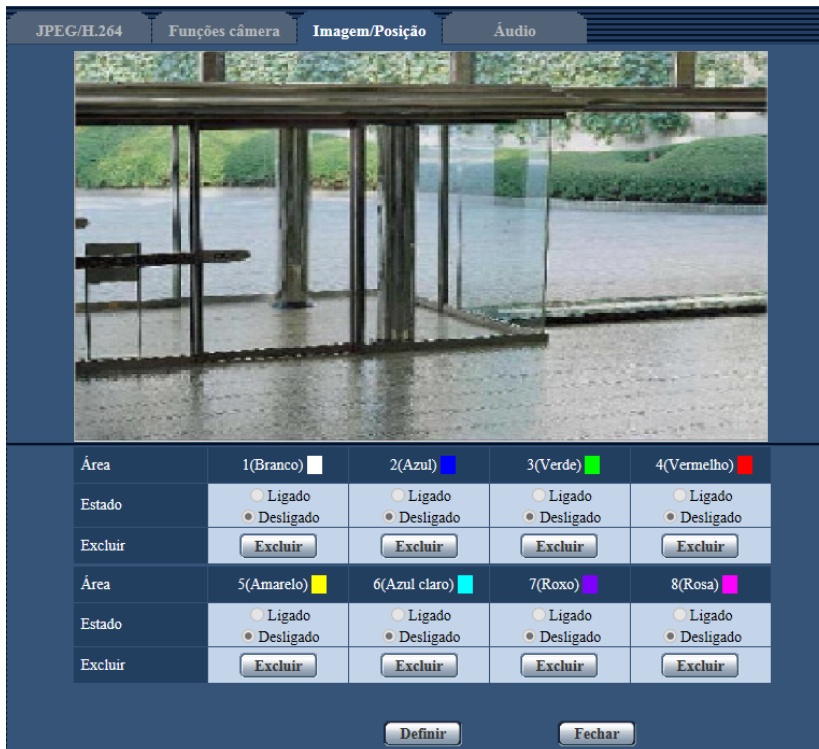 JPEG/H.264 Funções câmera Imagem/Posição Áudio
Área 1(Branco) 2(Azul) 3(Verde) 4(Vermelho)
Estado Ligado Ligado Ligado Ligado
Desligado Desligado Desligado Desligado
Excluir Excluir Excluir Excluir Excluir
Área 5(Amarelo) 6(Azul claro) 7(Roxo) 8(Rosa)
Estado Ligado Ligado Ligado Ligado
Desligado Desligado Desligado Desligado
Excluir Excluir Excluir Excluir Excluir
Definir Fechar